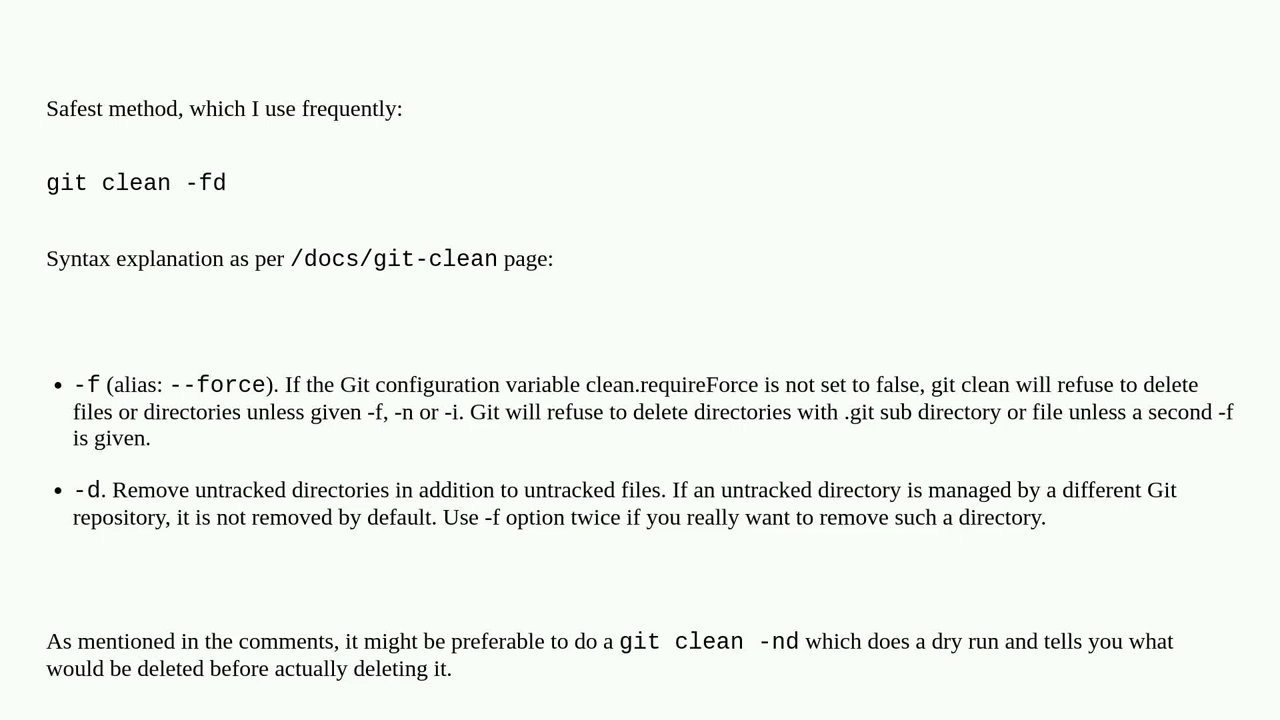 Safest method, which I use frequently:
git clean -fd
Syntax explanation as per /docs/git-clean page:
• -f (alias: --force). If the Git configuration variable clean.requireForce is not set to false, git clean will refuse to delete
files or directories unless given -f, -n or -i. Git will refuse to delete directories with .git sub directory or file unless a second -f
is given.
• -d. Remove untracked directories in addition to untracked files. If an untracked directory is managed by a different Git
repository, it is not removed by default. Use -f option twice if you really want to remove such a directory.
As mentioned in the comments, it might be preferable to do a git clean -nd which does a dry run and tells you what
would be deleted before actually deleting it.